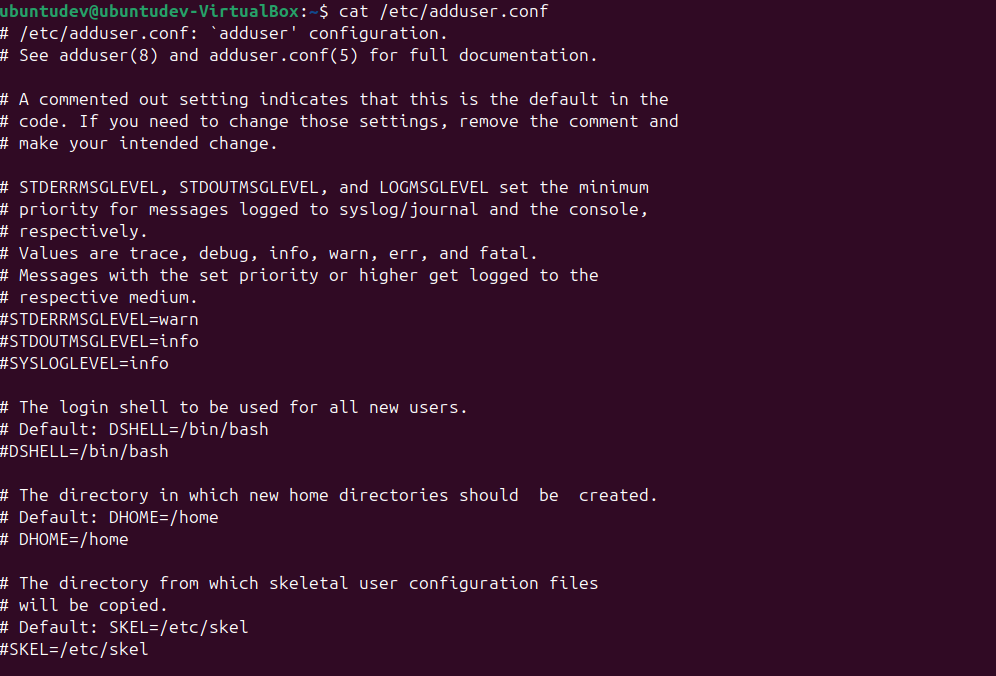 ubuntudev@ubuntudev-VirtualBox:~$ cat /etc/adduser.conf
# /etc/adduser.conf: `adduser' configuration.
# See adduser(8) and adduser.conf(5) for full documentation.

# A commented out setting indicates that this is the default in the
# code. If you need to change those settings, remove the comment and
# make your intended change.

# STDERRMSGLEVEL, STDOUTMSGLEVEL, and LOGMSGLEVEL set the minimum
# priority for messages logged to syslog/journal and the console,
# respectively.
# Values are trace, debug, info, warn, err, and fatal.
# Messages with the set priority or higher get logged to the
# respective medium.
#STDERRMSGLEVEL=warn
#STDOUTMSGLEVEL=info
#SYSLOGLEVEL=info

# The login shell to be used for all new users.
# Default: DSHELL=/bin/bash
#DSHELL=/bin/bash

# The directory in which new home directories should  be  created.
# Default: DHOME=/home
# DHOME=/home

# The directory from which skeletal user configuration files
# will be copied.
# Default: SKEL=/etc/skel
#SKEL=/etc/skel